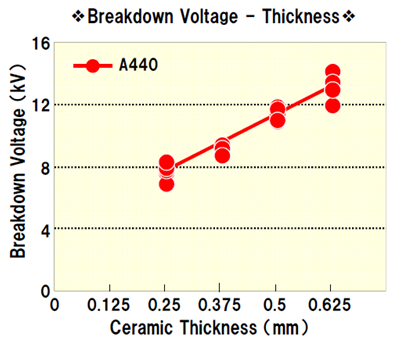 ❖Breakdown Voltage - Thickness❖
16
A440
12
8
4
0
Breakdown Voltage (kV)
0 0.125 0.25 0.375 0.5 0.625
Ceramic Thickness (mm)